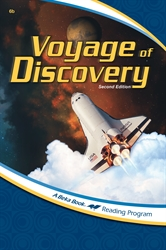 6b
Voyage of
Discovery
Second Edition
A Beka Book Reading Program